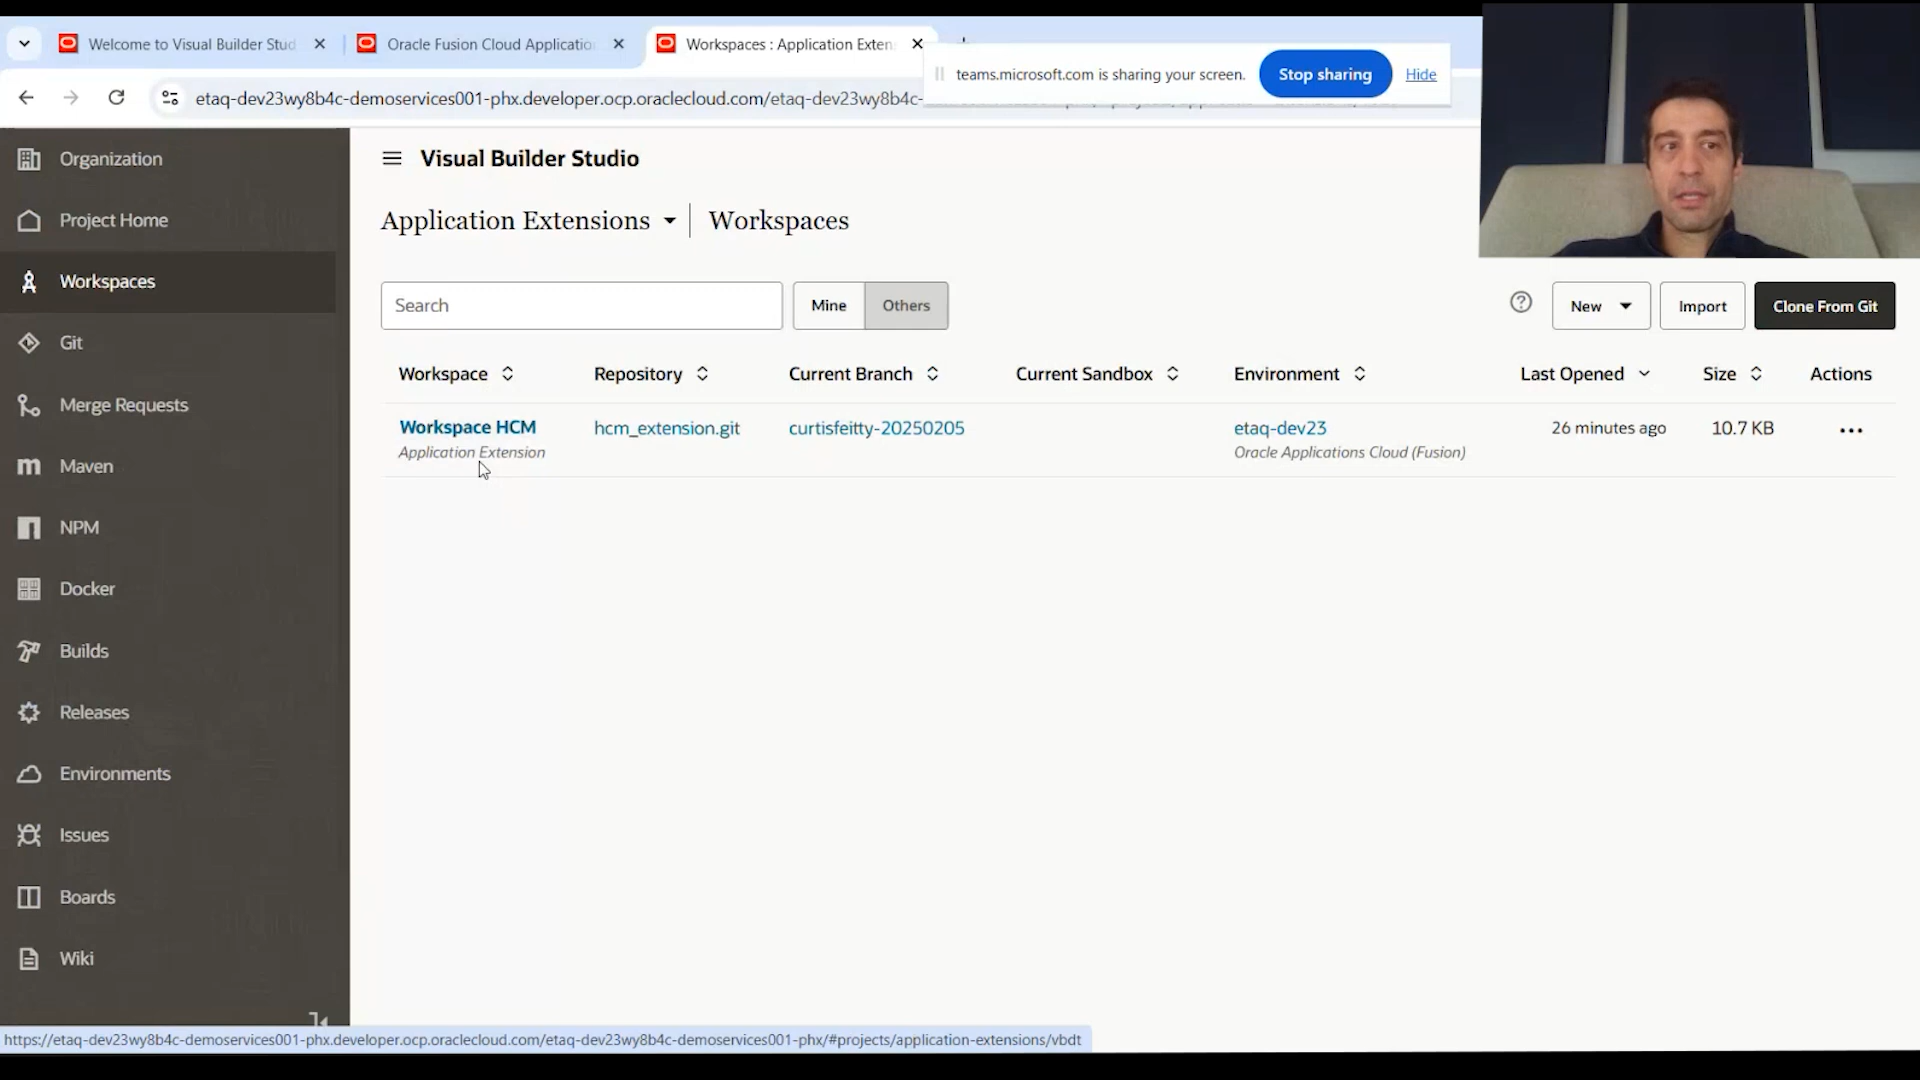 Welcome to Visual Builder Stud
Oracle Fusion Cloud Applicatio
Workspaces : Application Exten
teams.microsoft.com is sharing your screen.
Stop sharing
Hide
etaq-dev23wy8b4c-demoservices001-phx.developer.ocp.oraclecloud.com/etaq-dev23wy8b4c-
Organization
Project Home
Workspaces
Git
Merge Requests
Maven
NPM
Docker
Builds
Releases
Environments
Issues
Boards
Wiki
Visual Builder Studio
Application Extensions
Workspaces
Search
Mine
Others
New
Import
Clone From Git
Workspace
Repository
Current Branch
Current Sandbox
Environment
Last Opened
Size
Actions
Workspace HCM
hcm_extension.git
curtisfeitty-20250205
etaq-dev23
26 minutes ago
10.7 KB
Application Extension
Oracle Applications Cloud (Fusion)
https://etaq-dev23wy8b4c-demoservices001-phx.developer.ocp.oraclecloud.com/etaq-dev23wy8b4c-demoservices001-phx/#projects/application-extensions/vbdt